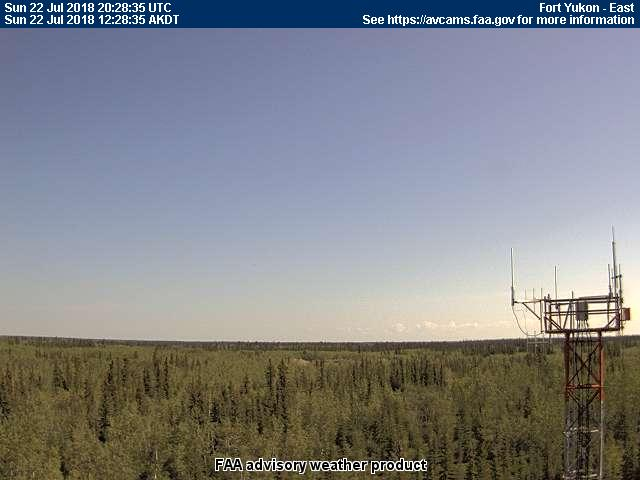 Sun 22 Jul 2018 20:28:35 UTC
Fort Yukon - East
Sun 22 Jul 2018 12:28:35 AKDT
See https://avcams.faa.gov for more information
FAA advisory weather product